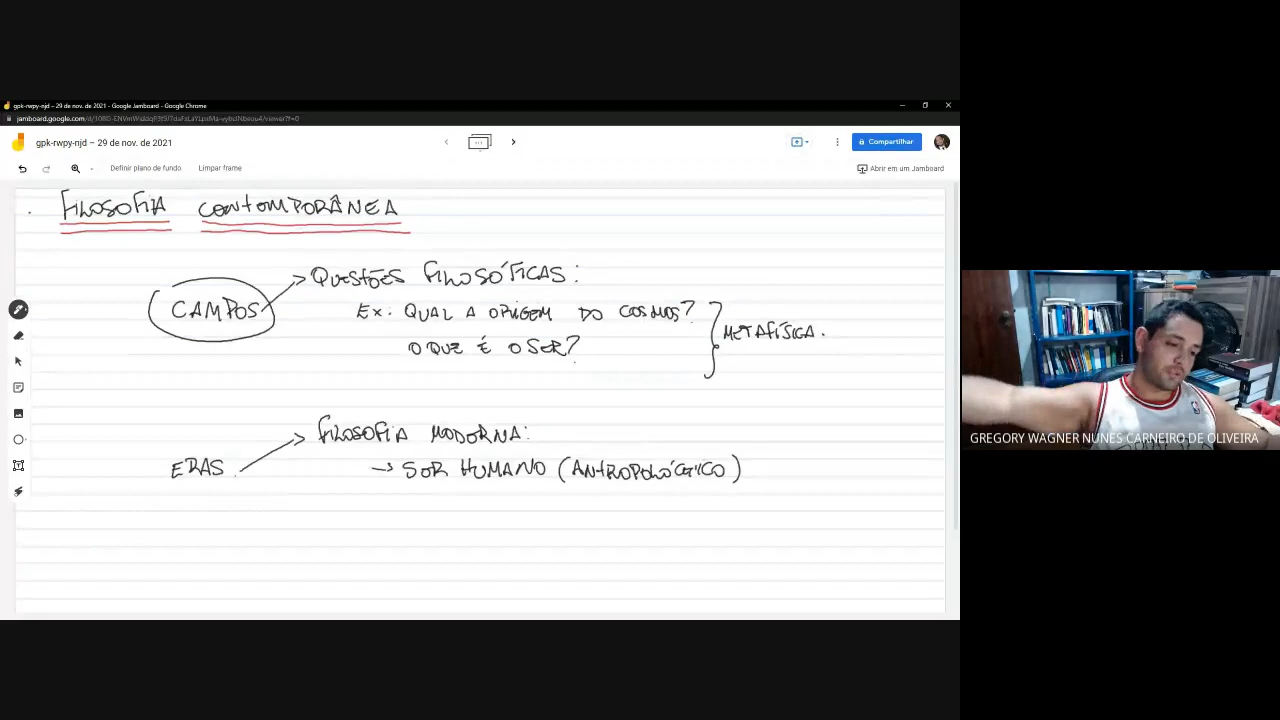 gpk-rwpy-njd – 29 de nov. de 2021 - Google Jamboard - Google Chrome
gpk-rwpy-njd – 29 de nov. de 2021
Compartilhar
Definir plano de fundo
Limpar frame
Abrir em um Jamboard
FILOSOFIA CONTEMPORÂNEA
CAMPOS
QUESTÕES FILOSÓFICAS:
EX: QUAL A ORIGEM DO COSMOS?
O QUE É O SER?
METAFÍSICA.
FILOSOFIA MODERNA:
ERAS
→ SER HUMANO (ANTROPOLÓGICO)
GREGORY WAGNER NUNES CARNEIRO DE OLIVEIRA